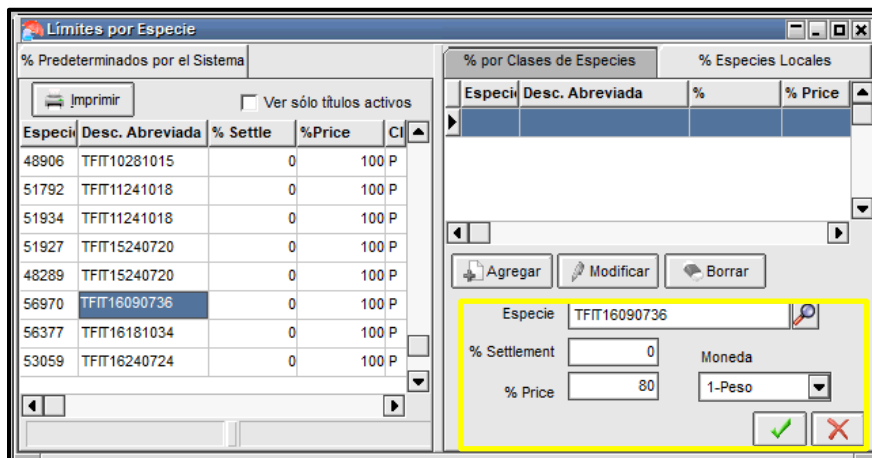 Límites por Especie
% Predeterminados por el Sistema
Imprimir
Ver sólo títulos activos
Especi Desc. Abreviada % Settle %Price Cl
48906 TFIT10281015 0 100 P
51792 TFIT11241018 0 100 P
51934 TFIT11241018 0 100 P
51927 TFIT15240720 0 100 P
48289 TFIT15240720 0 100 P
56970 TFIT16090736 0 100 P
56377 TFIT16181034 0 100 P
53059 TFIT16240724 0 100 P
% por Clases de Especies % Especies Locales
Especi Desc. Abreviada % % Price
Agregar Modificar Borrar
Especie TFIT16090736
% Settlement 0 Moneda
% Price 80 1-Peso